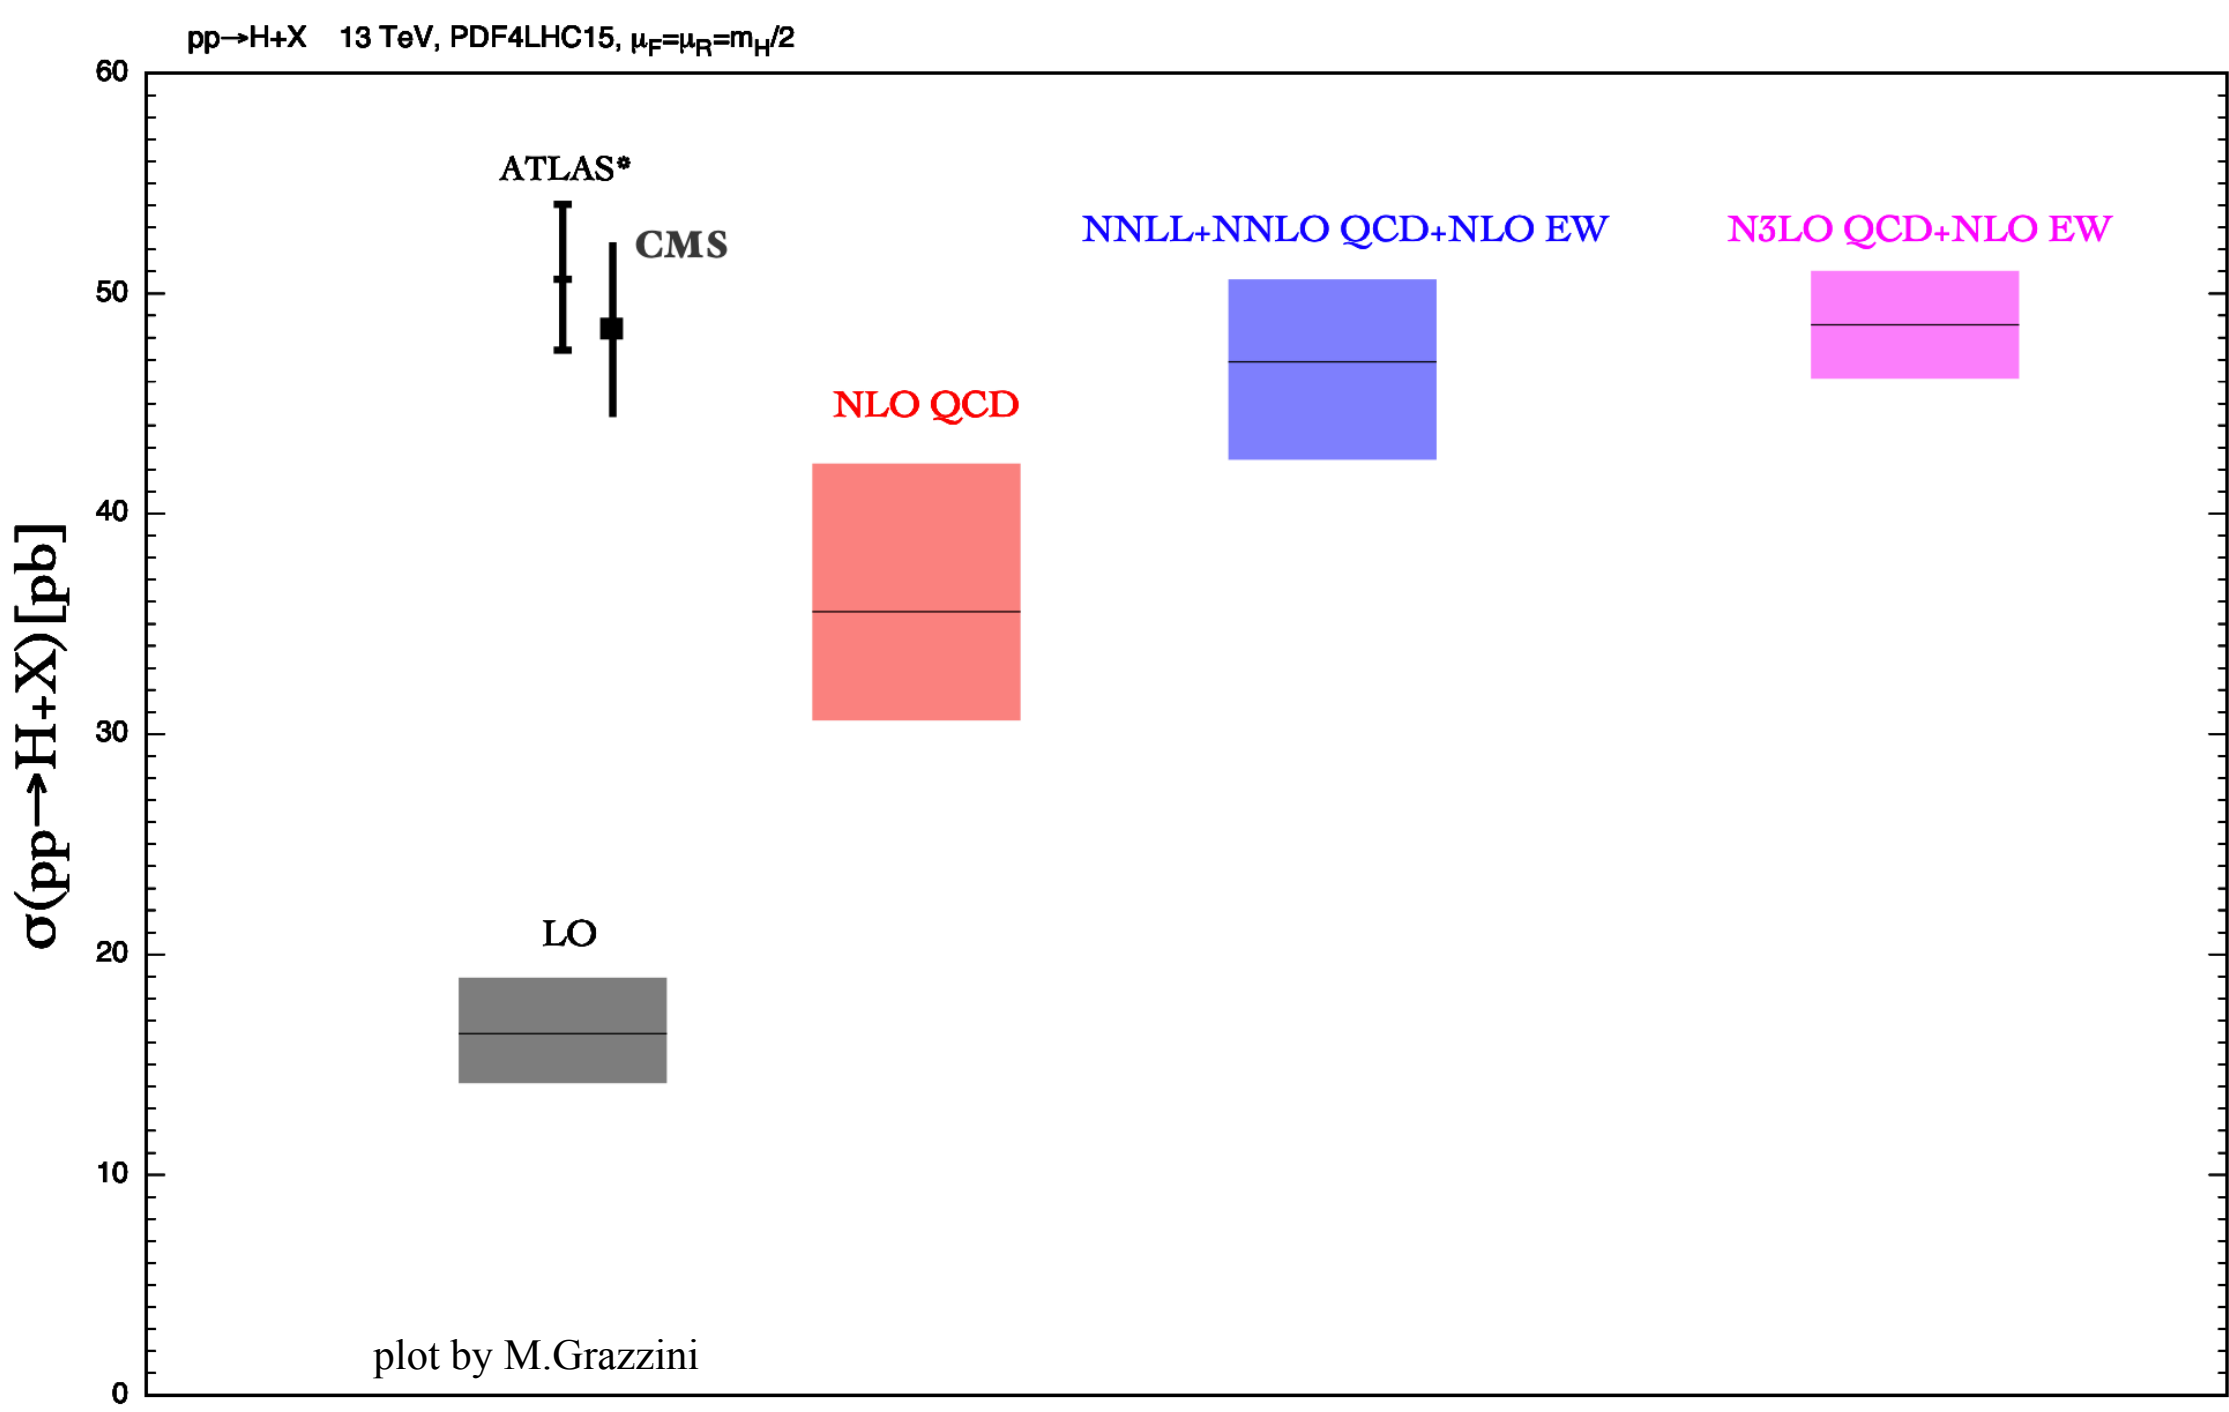 pp→H+X 13 TeV, PDF4LHC15, μF=μR=mH/2
60
ATLAS*
CMS
NNLL+NNLO QCD+NLO EW
N3LO QCD+NLO EW
50
NLO QCD
40
σ(pp→H+X)[pb]
30
LO
20
10
plot by M.Grazzini
0